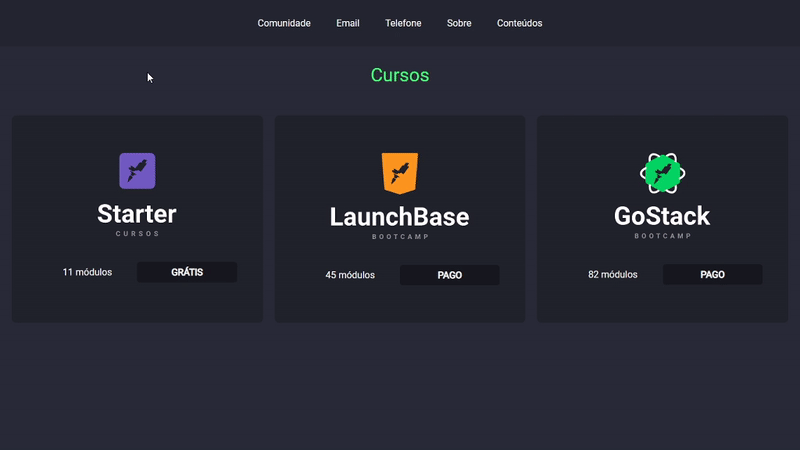 Comunidade Email Telefone Sobre Conteúdos
Cursos
Starter
CURSOS
11 módulos GRÁTIS
LaunchBase
BOOTCAMP
45 módulos PAGO
GoStack
BOOTCAMP
82 módulos PAGO